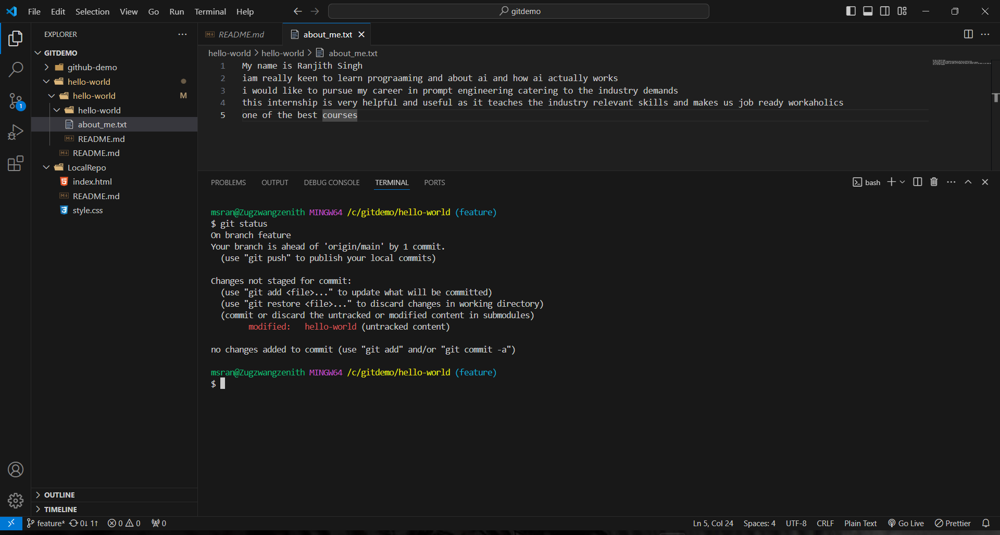 File Edit Selection View Go Run Terminal Help
gitdemo
EXPLORER
GITDEMO
github-demo
hello-world
hello-world M
hello-world
about_me.txt
README.md
README.md
LocalRepo
index.html
README.md
style.css
OUTLINE
TIMELINE
1
README.md about_me.txt
hello-world > hello-world > about_me.txt
1 My name is Ranjith Singh
2 iam really keen to learn prograaming and about ai and how ai actually works
3 i would like to pursue my career in prompt engineering catering to the industry demands
4 this internship is very helpful and useful as it teaches the industry relevant skills and makes us job ready workaholics
5 one of the best courses
PROBLEMS OUTPUT DEBUG CONSOLE TERMINAL PORTS
bash
msran@Zugzwangzenith MINGW64 /c/gitdemo/hello-world (feature)
$ git status
On branch feature
Your branch is ahead of 'origin/main' by 1 commit.
(use "git push" to publish your local commits)
Changes not staged for commit:
(use "git add <file>..." to update what will be committed)
(use "git restore <file>..." to discard changes in working directory)
(commit or discard the untracked or modified content in submodules)
modified: hello-world (untracked content)
no changes added to commit (use "git add" and/or "git commit -a")
msran@Zugzwangzenith MINGW64 /c/gitdemo/hello-world (feature)
$
feature* 0↓ 1↑ 0 0 0
Ln 5, Col 24 Spaces: 4 UTF-8 CRLF Plain Text Go Live Prettier